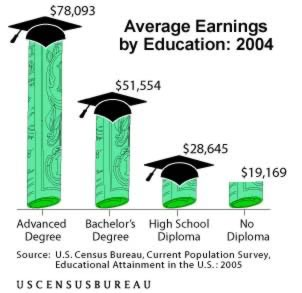 Average Earnings
by Education: 2004
$78,093
$51,554
$28,645
$19,169
Advanced
Degree
Bachelor's
Degree
High School
Diploma
No
Diploma
Source: U.S. Census Bureau, Current Population Survey,
Educational Attainment in the U.S.: 2005
USCENSUSBUREAU